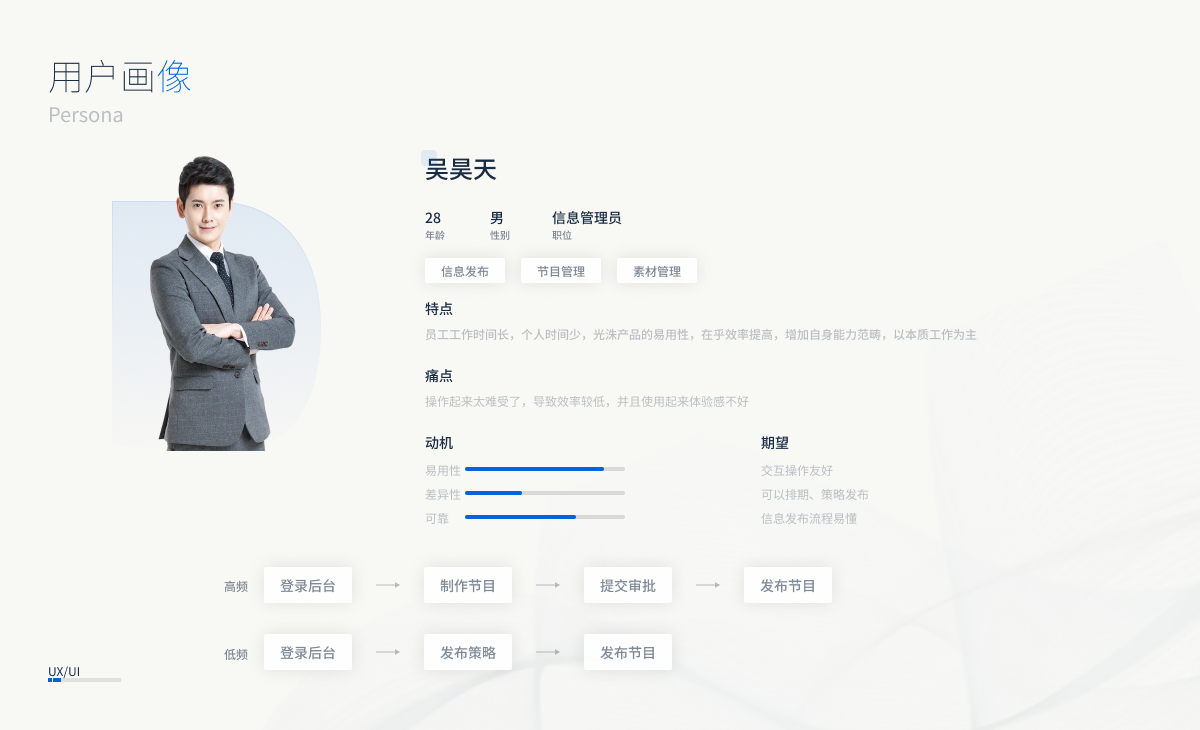 用户画像
Persona
吴昊天
28 男 信息管理员
年龄 性别 职位
信息发布 节目管理 素材管理
特点
员工工作时间长，个人时间少，光洙产品的易用性，在乎效率提高，增加自身能力范畴，以本质工作为主
痛点
操作起来太难受了，导致效率较低，并且使用起来体验感不好
动机 期望
易用性 交互操作友好
差异性 可以排期、策略发布
可靠 信息发布流程易懂
高频 登录后台 制作节目 提交审批 发布节目
低频 登录后台 发布策略 发布节目
UX/UI